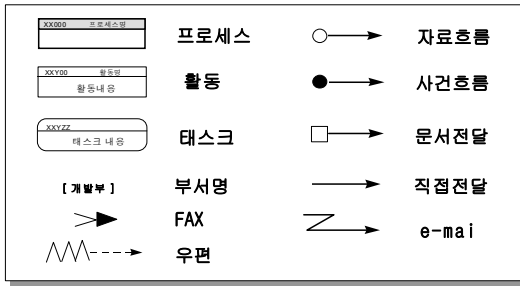 XX000 프로세스명
프로세스
자료흐름
XXY00 활동명
활동내용
활동
사건흐름
XXYZZ
태스크 내용
태스크
문서전달
[ 개발부 ]
부서명
직접전달
FAX
e-mai
우편